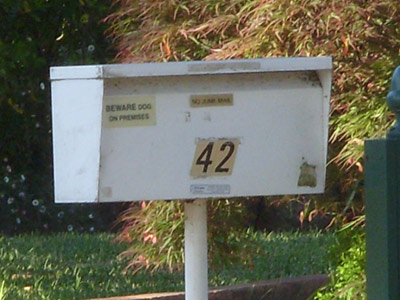 BEWARE DOG
ON PREMISES
NO JUNK MAIL
42